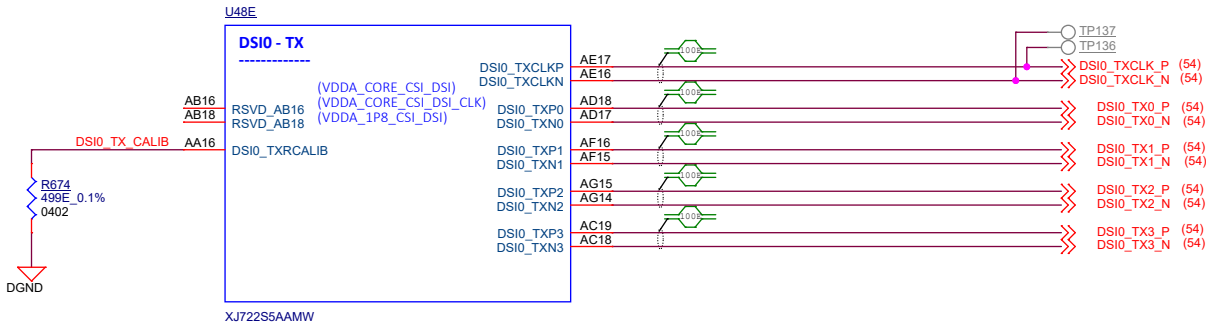 U48E
DSI0 - TX
--------------
TP137
TP136
100E
DSI0_TXCLKP AE17 DSI0_TXCLK_P (54)
DSI0_TXCLKN AE16 DSI0_TXCLK_N (54)
(VDDA_CORE_CSI_DSI)
(VDDA_CORE_CSI_DSI_CLK)
(VDDA_1P8_CSI_DSI)
100E
AB16 RSVD_AB16
AB18 RSVD_AB18
DSI0_TXP0 AD18 DSI0_TX0_P (54)
DSI0_TXN0 AD17 DSI0_TX0_N (54)
100E
DSI0_TX_CALIB AA16 DSI0_TXRCALIB
DSI0_TXP1 AF16 DSI0_TX1_P (54)
DSI0_TXN1 AF15 DSI0_TX1_N (54)
100E
R674
499E_0.1%
0402
DSI0_TXP2 AG15 DSI0_TX2_P (54)
DSI0_TXN2 AG14 DSI0_TX2_N (54)
100E
DSI0_TXP3 AC19 DSI0_TX3_P (54)
DSI0_TXN3 AC18 DSI0_TX3_N (54)
DGND
XJ722S5AAMW